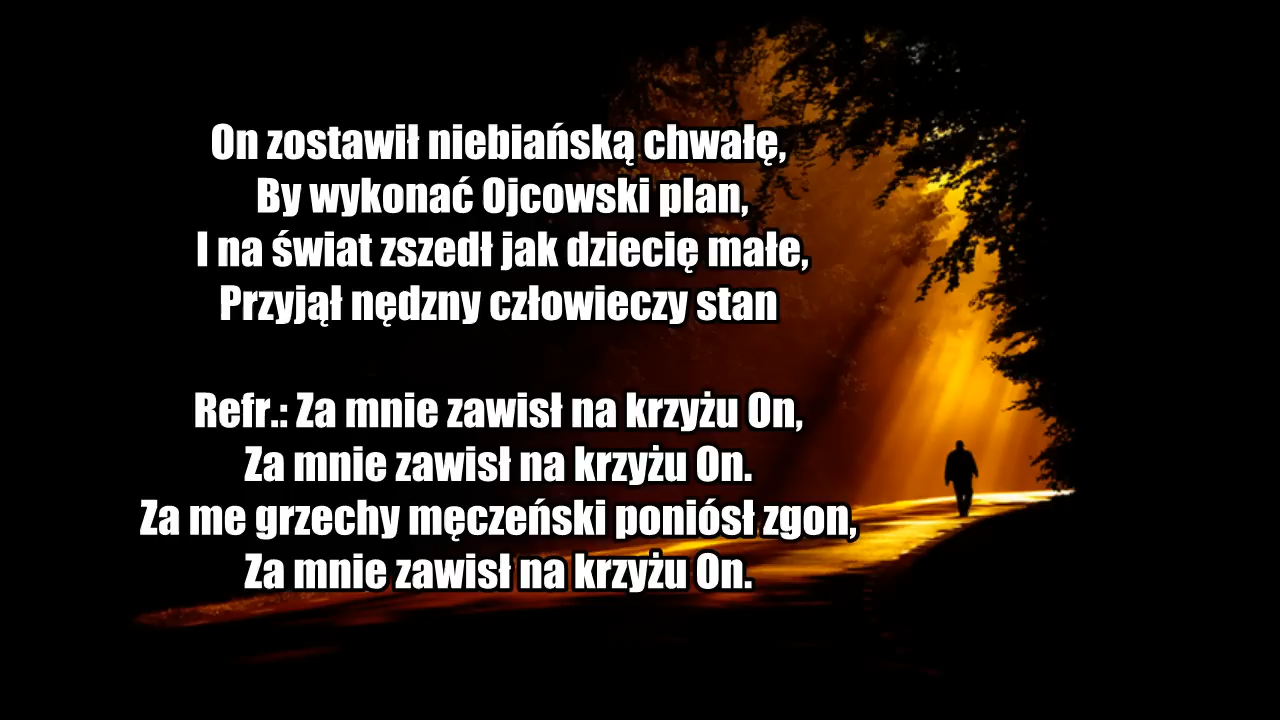 On zostawił niebiańską chwałę,
By wykonać Ojcowski plan,
I na świat zszedł jak dziecię małe,
Przyjął nędzny człowieczy stan
Refr.: Za mnie zawisł na krzyżu On,
Za mnie zawisł na krzyżu On.
Za me grzechy męczeński poniósł zgon,
Za mnie zawisł na krzyżu On.